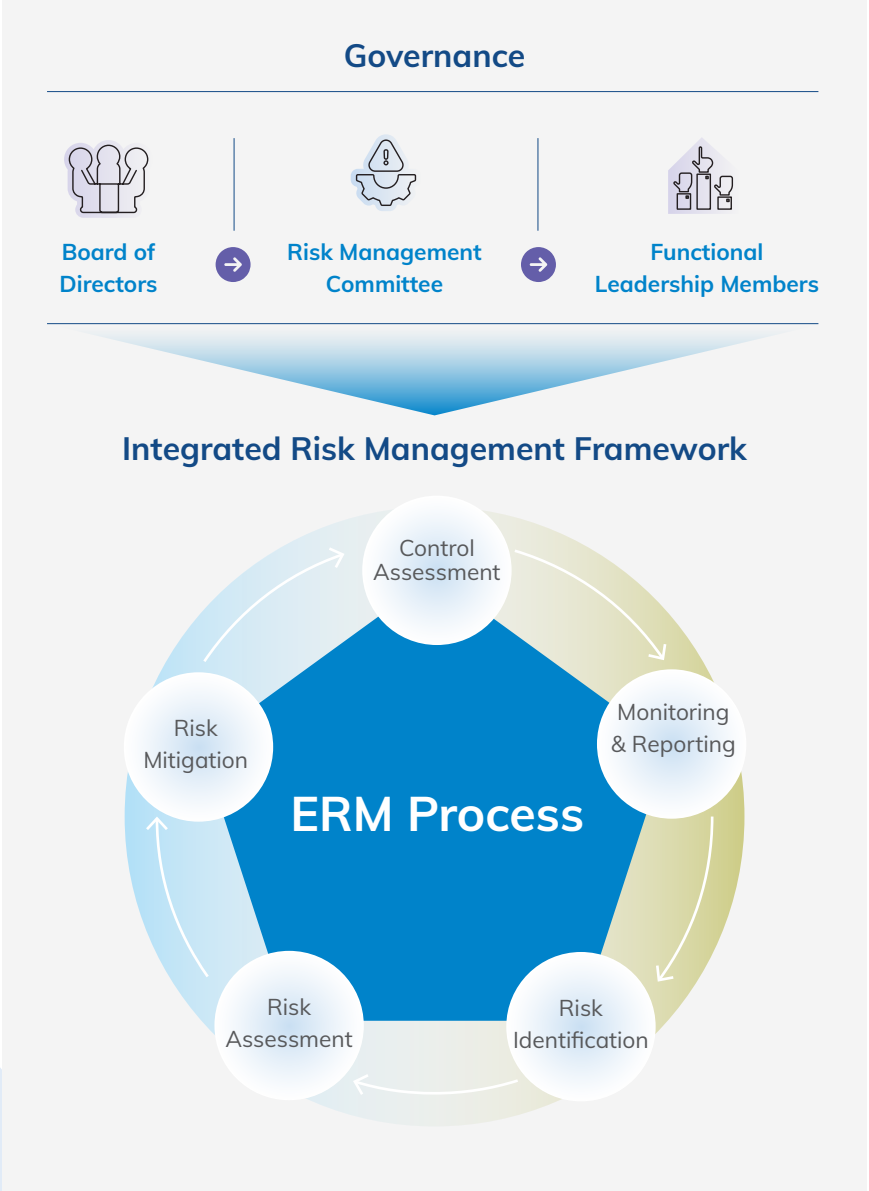 Governance
Board of
Directors
Risk Management
Committee
Functional
Leadership Members
Integrated Risk Management Framework
Control
Assessment
Monitoring
& Reporting
Risk
Mitigation
ERM Process
Risk
Assessment
Risk
Identification